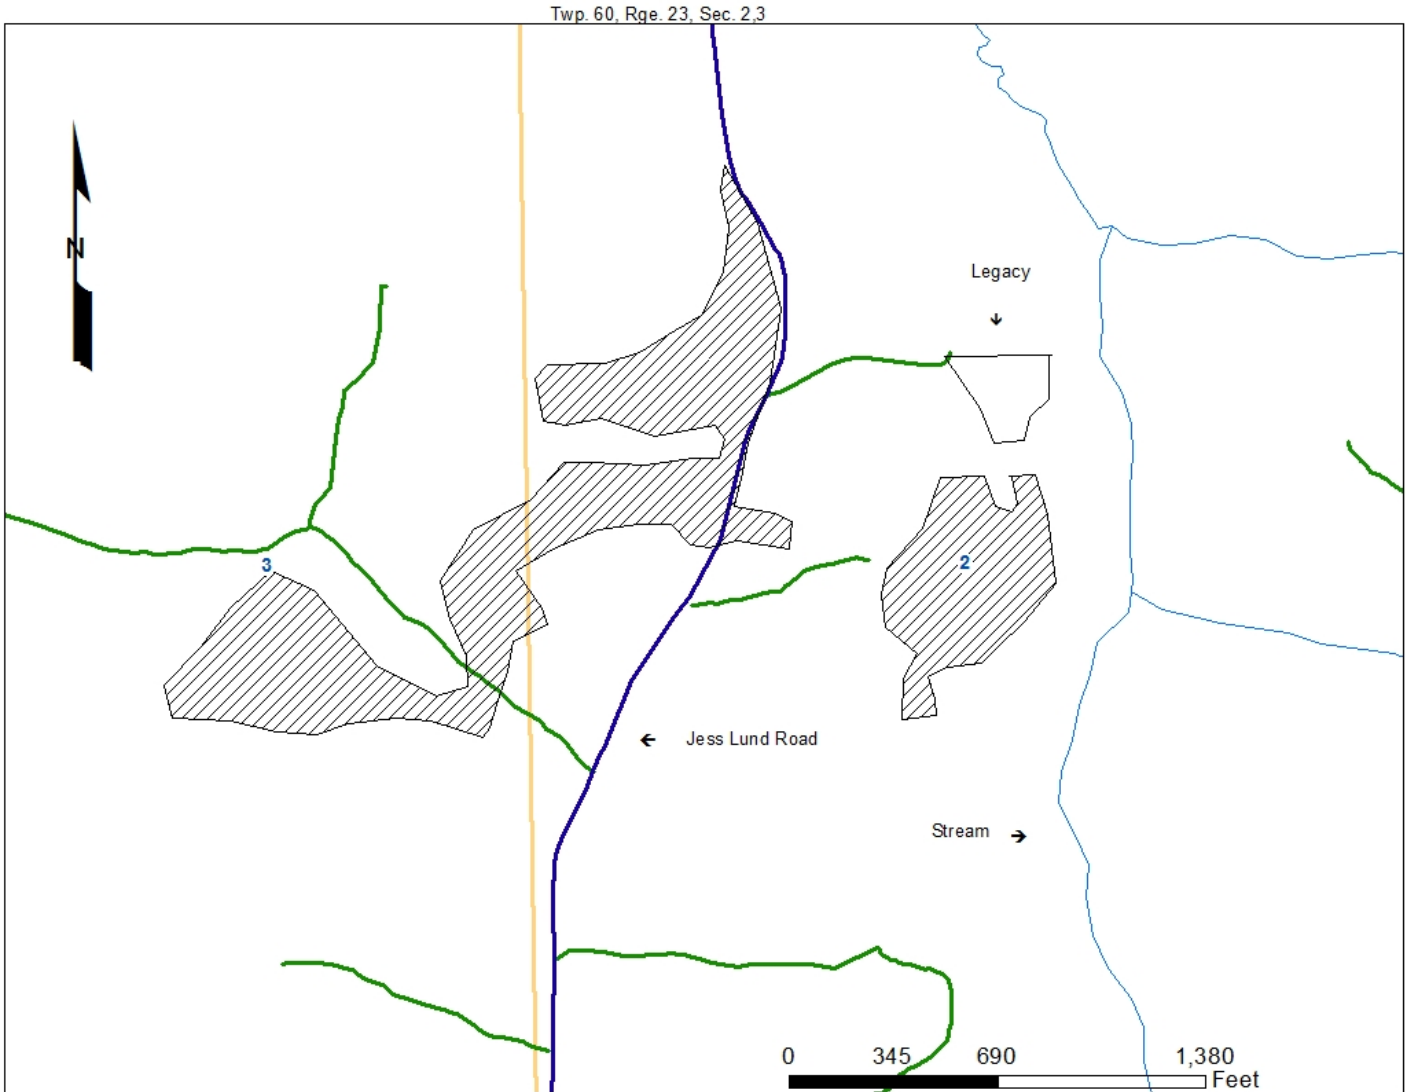 Twp. 60, Rge. 23, Sec. 2,3
N
Legacy
3
2
Jess Lund Road
Stream
0 345 690 1,380
Feet